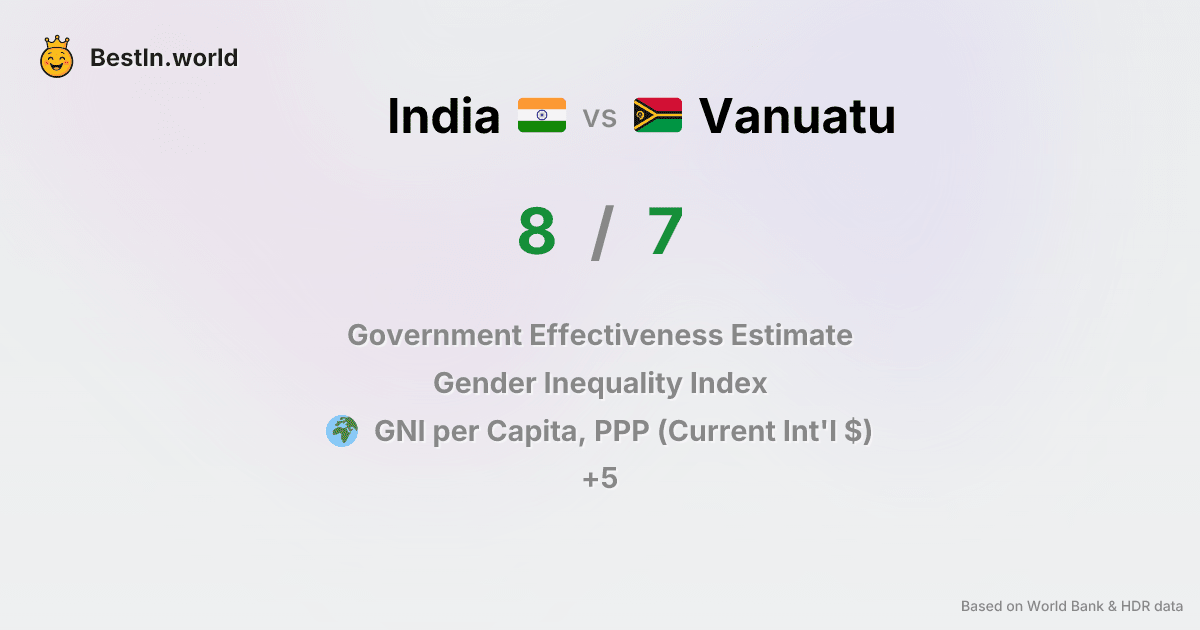 BestIn.world
India vs Vanuatu
8 / 7
Government Effectiveness Estimate
Gender Inequality Index
GNI per Capita, PPP (Current Int'l $)
+5
Based on World Bank & HDR data